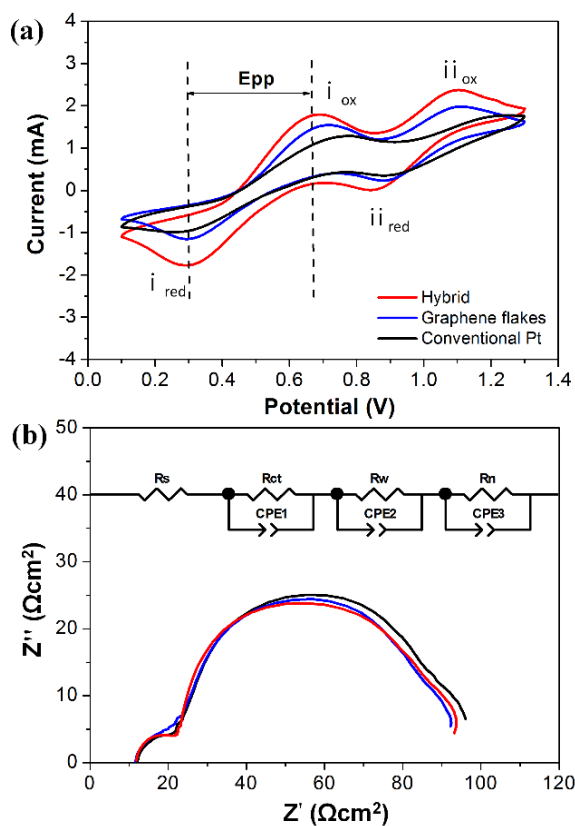 (a)
4
3
2
1
0
-1
-2
-3
-4
Current (mA)
Epp
i ox
ii ox
i red
ii red
Hybrid
Graphene flakes
Conventional Pt
0.0 0.2 0.4 0.6 0.8 1.0 1.2 1.4
Potential (V)
(b)
50
40
30
20
10
0
Z'' (Ωcm2)
Rs Rct Rw Rn
CPE1 CPE2 CPE3
0 20 40 60 80 100 120
Z' (Ωcm2)